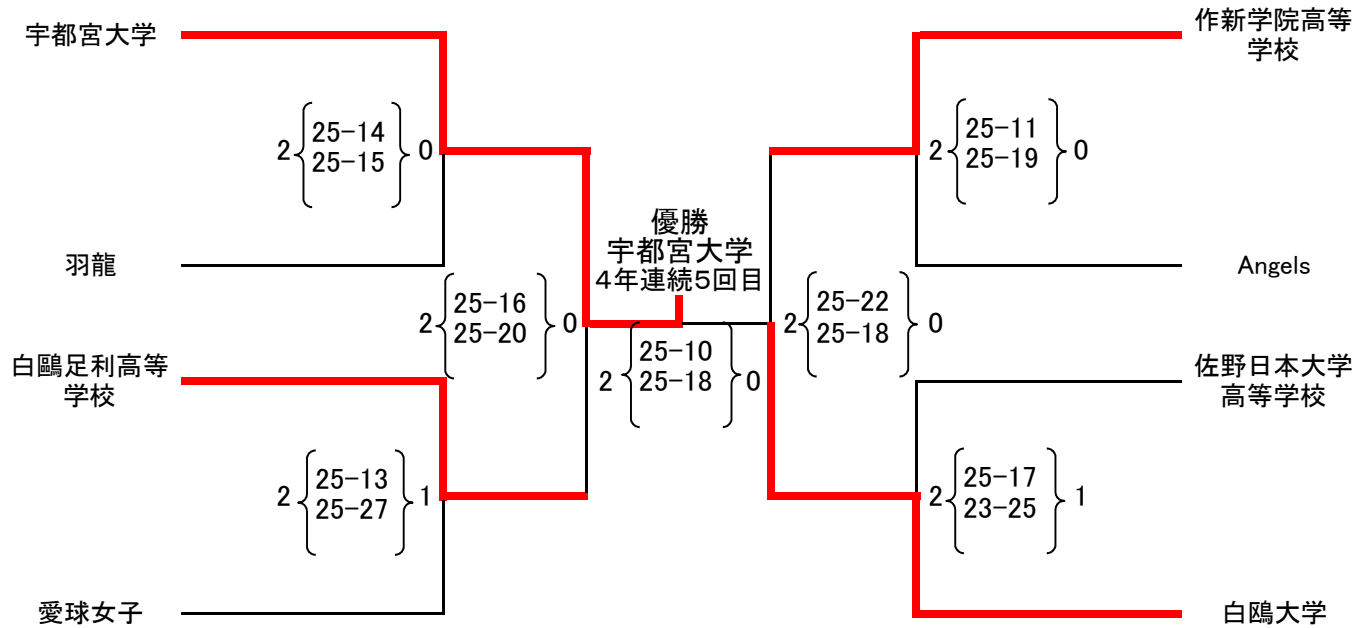 宇都宮大学
2
25-14
25-15
0
羽龍
2
25-16
25-20
0
白鷗足利高等
学校
2
25-13
25-27
1
愛球女子
優勝
宇都宮大学
4年連続5回目
2
25-10
25-18
0
作新学院高等
学校
2
25-11
25-19
0
Angels
2
25-22
25-18
0
佐野日本大学
高等学校
2
25-17
23-25
1
白鴎大学